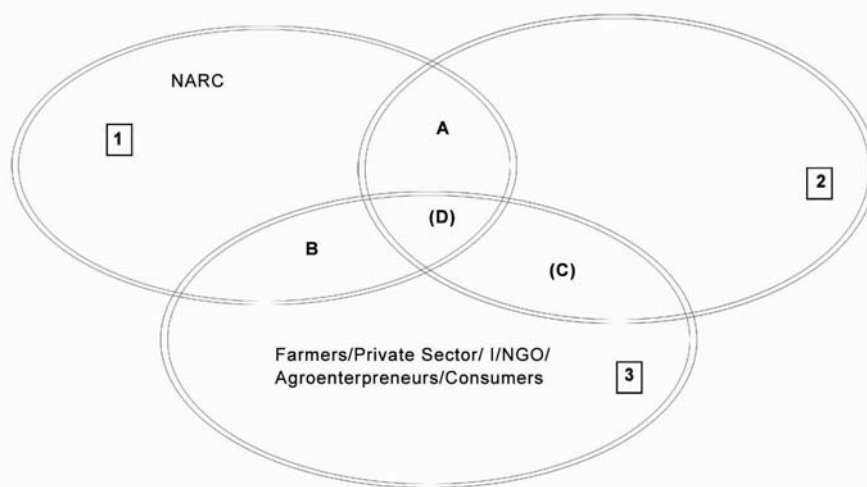 NARC
1
A
2
(D)
B
(C)
Farmers/Private Sector/ I/NGO/
Agroenterpreneurs/Consumers
3